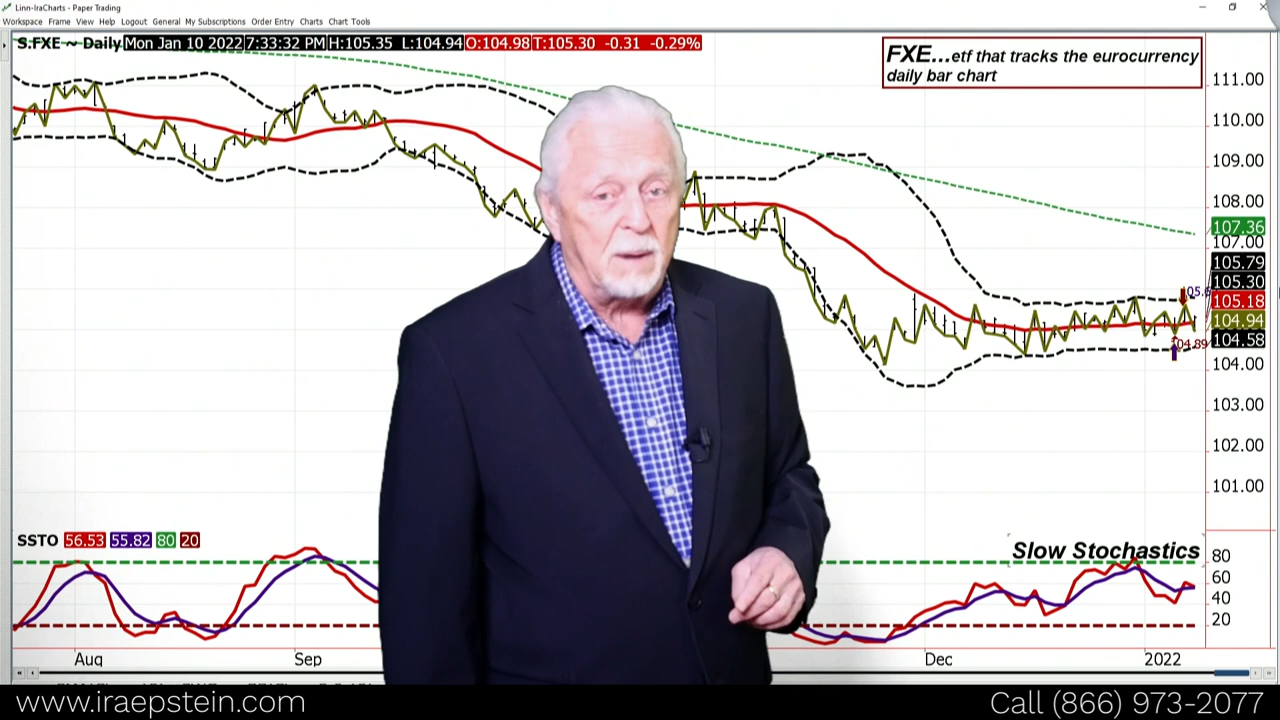 Linn-IraCharts - Paper Trading
Workspace Frame View Help Logout General My Subscriptions Order Entry Charts Chart Tools
S.FXE ~ Daily Mon Jan 10 2022 7:33:32 PM H:105.35 L:104.94 O:104.98 T:105.30 -0.31 -0.29%
FXE...etf that tracks the eurocurrency
daily bar chart
111.00
110.00
109.00
108.00
107.36
107.00
105.79
105.30
105.18
104.94
104.89
104.58
104.00
103.00
102.00
101.00
SSTO 56.53 55.82 80 20
Slow Stochastics
80
60
40
20
Aug Sep Dec 2022
www.iraepstein.com Call (866) 973-2077